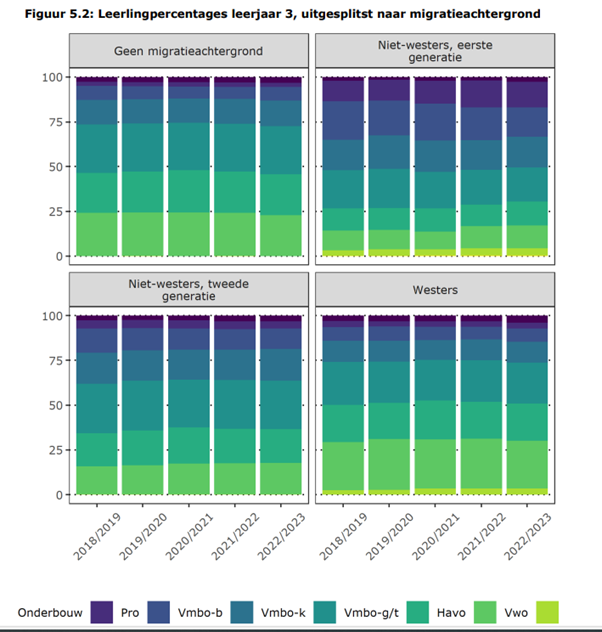 Figuur 5.2: Leerlingpercentages leerjaar 3, uitgesplitst naar migratieachtergrond
Geen migratieachtergrond
Niet-westers, eerste
generatie
100
75
50
25
0
Niet-westers, tweede
generatie
Westers
100
75
50
25
0
2018/2019
2019/2020
2020/2021
2021/2022
2022/2023
2018/2019
2019/2020
2020/2021
2021/2022
2022/2023
Onderbouw Pro Vmbo-b Vmbo-k Vmbo-g/t Havo Vwo